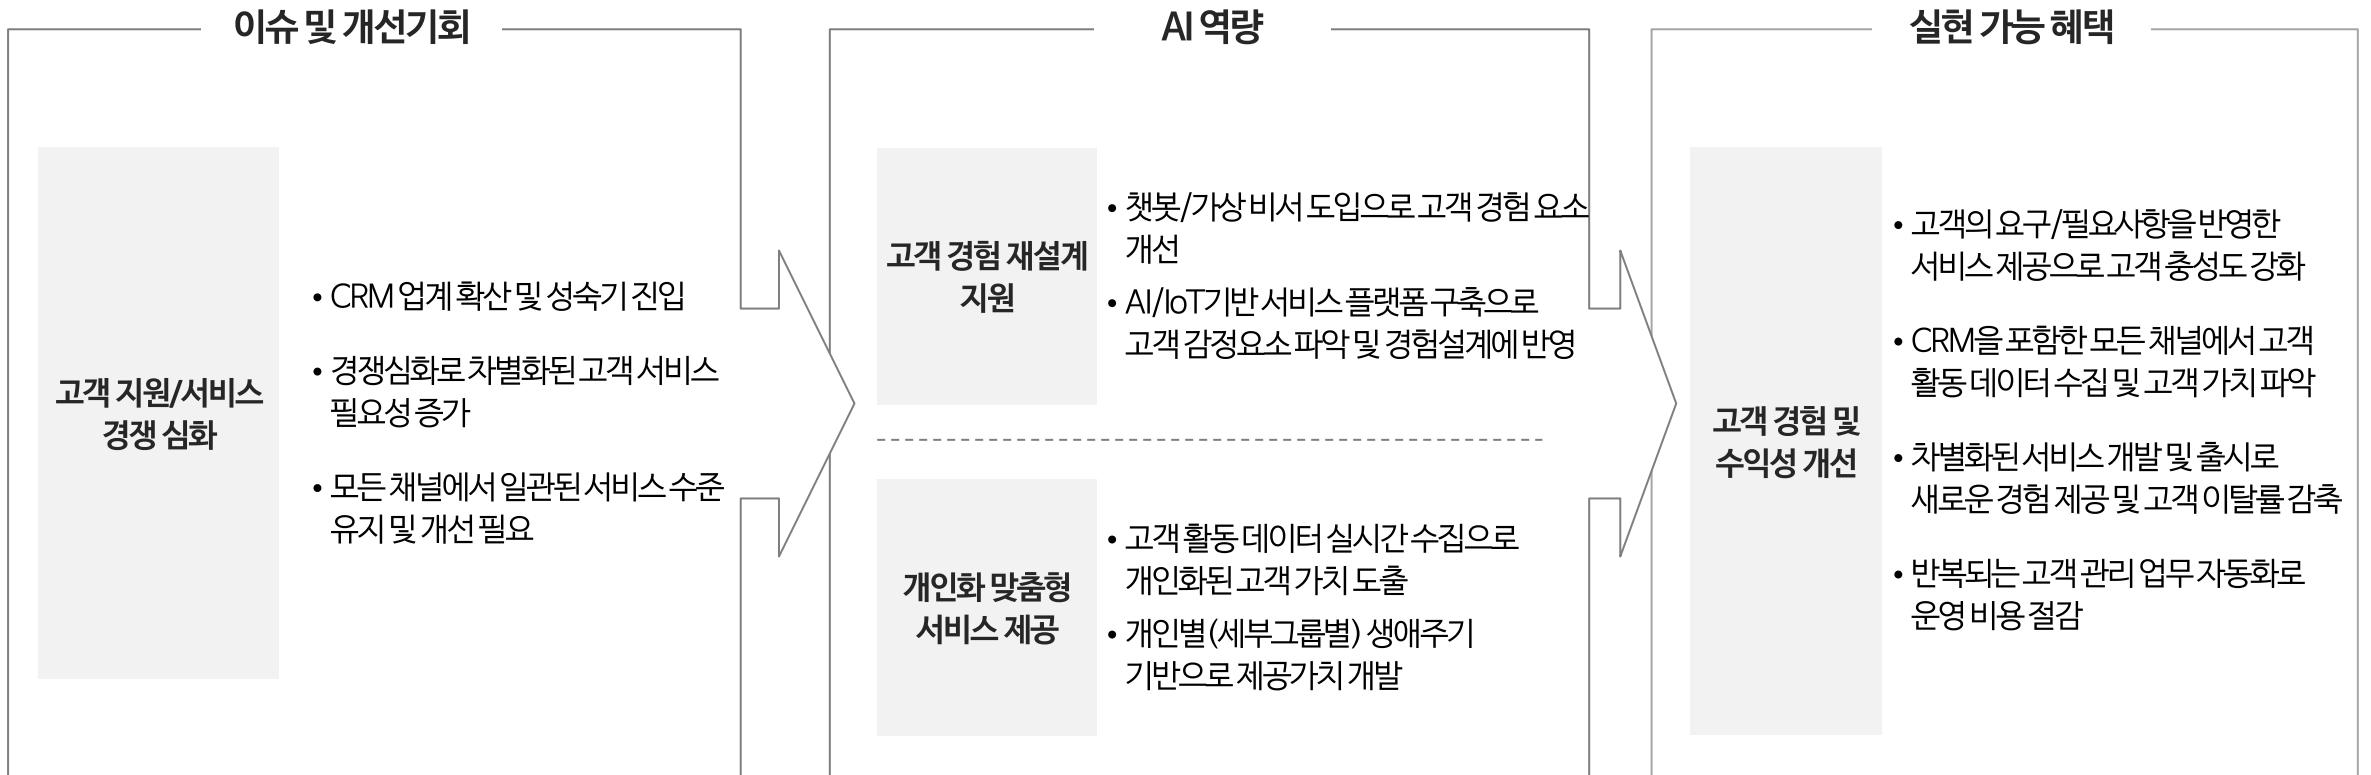 이슈 및 개선기회
고객 지원/서비스
경쟁 심화
• CRM 업계 확산 및 성숙기 진입
• 경쟁심화로 차별화된 고객 서비스
필요성 증가
• 모든 채널에서 일관된 서비스 수준
유지 및 개선 필요
AI 역량
고객 경험 재설계
지원
• 챗봇/가상 비서 도입으로 고객 경험 요소
개선
• AI/IoT기반 서비스 플랫폼 구축으로
고객 감정요소 파악 및 경험설계에 반영
개인화 맞춤형
서비스 제공
• 고객 활동 데이터 실시간 수집으로
개인화된 고객 가치 도출
• 개인별(세부그룹별) 생애주기
기반으로 제공가치 개발
실현 가능 혜택
고객 경험 및
수익성 개선
• 고객의 요구/필요사항을 반영한
서비스 제공으로 고객 충성도 강화
• CRM을 포함한 모든 채널에서 고객
활동 데이터 수집 및 고객 가치 파악
• 차별화된 서비스 개발 및 출시로
새로운 경험 제공 및 고객 이탈률 감축
• 반복되는 고객 관리 업무 자동화로
운영 비용 절감